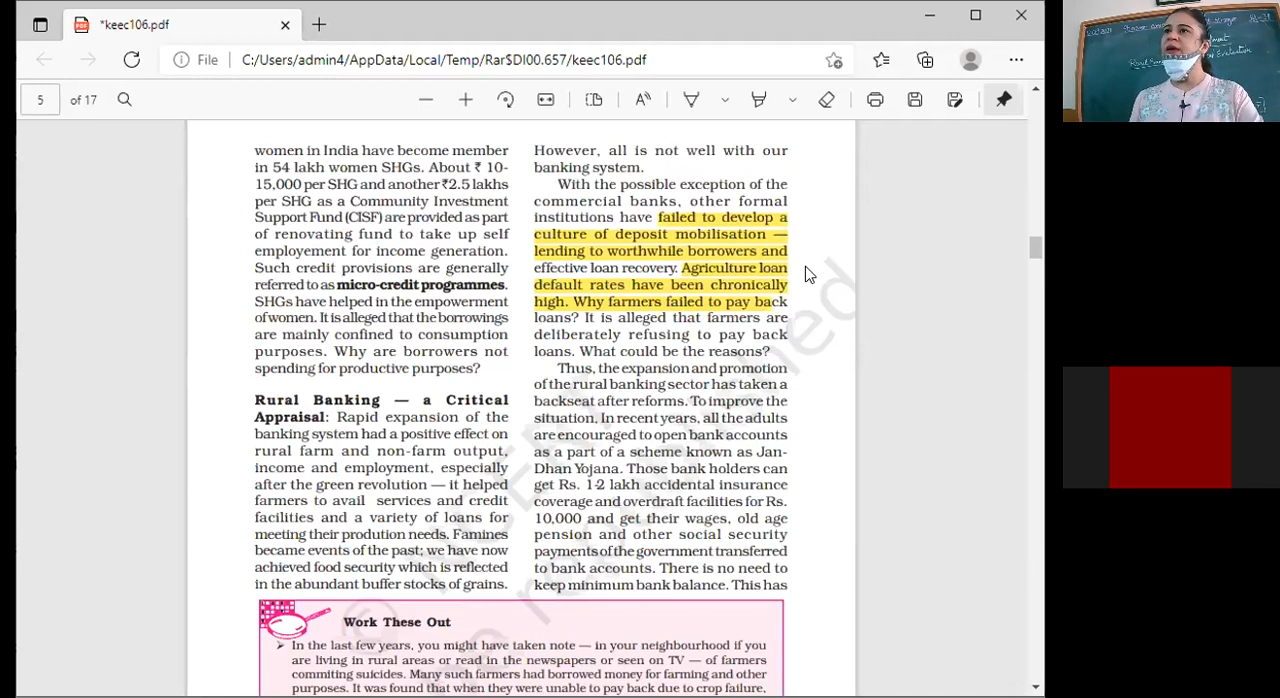 *keec106.pdf
File
C:/Users/admin4/AppData/Local/Temp/Rar$DI00.657/keec106.pdf
5 of 17
women in India have become member
in 54 lakh women SHGs. About ₹ 10-
15,000 per SHG and another ₹2.5 lakhs
per SHG as a Community Investment
Support Fund (CISF) are provided as part
of renovating fund to take up self
employement for income generation.
Such credit provisions are generally
referred to as micro-credit programmes.
SHGs have helped in the empowerment
of women. It is alleged that the borrowings
are mainly confined to consumption
purposes. Why are borrowers not
spending for productive purposes?
Rural Banking — a Critical
Appraisal: Rapid expansion of the
banking system had a positive effect on
rural farm and non-farm output,
income and employment, especially
after the green revolution — it helped
farmers to avail services and credit
facilities and a variety of loans for
meeting their prodution needs. Famines
became events of the past; we have now
achieved food security which is reflected
in the abundant buffer stocks of grains.
However, all is not well with our
banking system.
With the possible exception of the
commercial banks, other formal
institutions have failed to develop a
culture of deposit mobilisation —
lending to worthwhile borrowers and
effective loan recovery. Agriculture loan
default rates have been chronically
high. Why farmers failed to pay back
loans? It is alleged that farmers are
deliberately refusing to pay back
loans. What could be the reasons?
Thus, the expansion and promotion
of the rural banking sector has taken a
backseat after reforms. To improve the
situation, In recent years, all the adults
are encouraged to open bank accounts
as a part of a scheme known as Jan-
Dhan Yojana. Those bank holders can
get Rs. 1-2 lakh accidental insurance
coverage and overdraft facilities for Rs.
10,000 and get their wages, old age
pension and other social security
payments of the government transferred
to bank accounts. There is no need to
keep minimum bank balance. This has
Work These Out
➢ In the last few years, you might have taken note — in your neighbourhood if you
are living in rural areas or read in the newspapers or seen on TV — of farmers
commiting suicides. Many such farmers had borrowed money for farming and other
purposes. It was found that when they were unable to pay back due to crop failure,